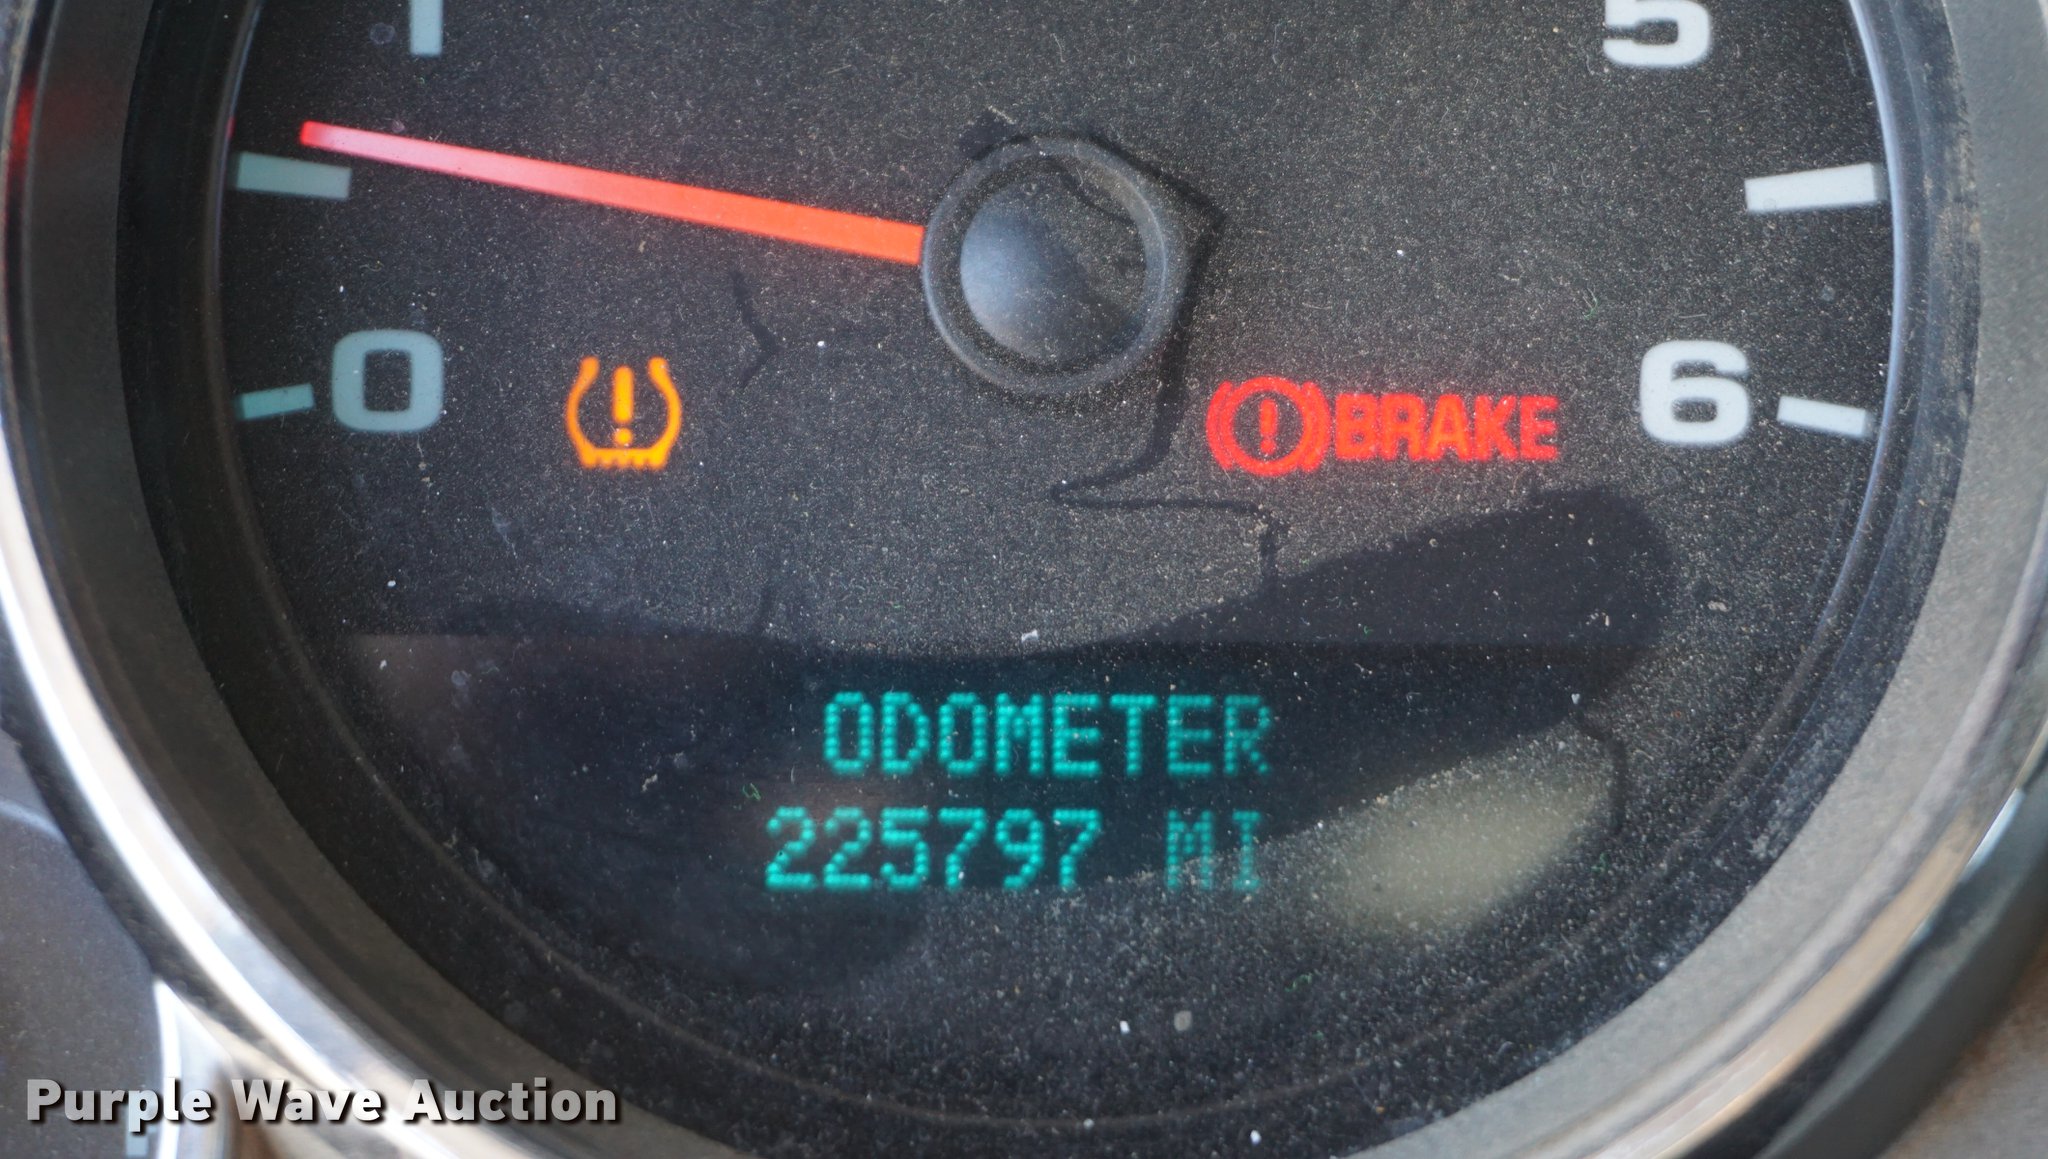 1
5
0
BRAKE
6
ODOMETER
225797 MI
Purple Wave Auction